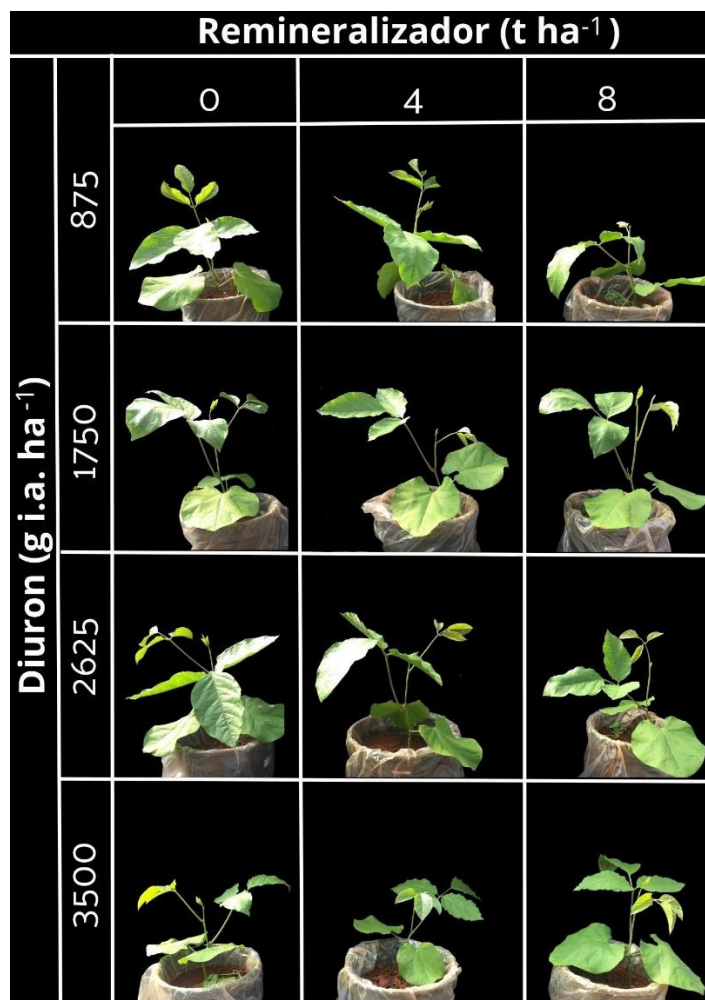 Remineralizador (t ha-1)
0 4 8
Diuron (g i.a. ha-1)
875
1750
2625
3500